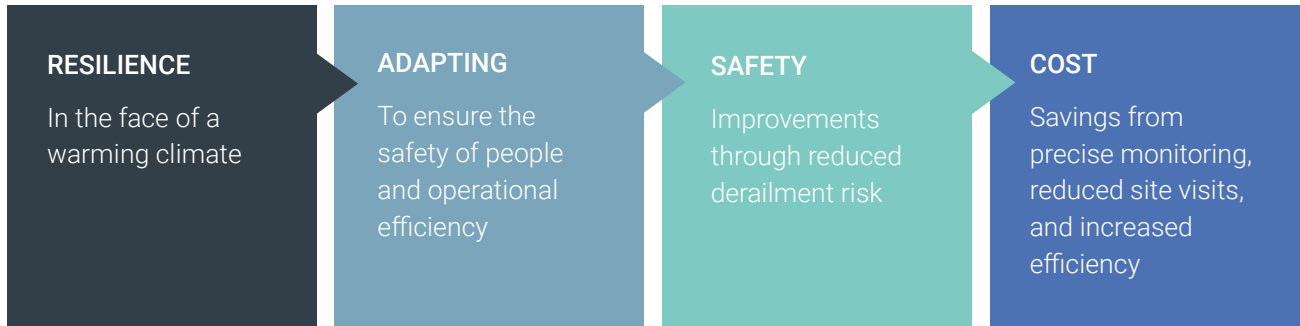 RESILIENCE
In the face of a
warming climate
ADAPTING
To ensure the
safety of people
and operational
efficiency
SAFETY
Improvements
through reduced
derailment risk
COST
Savings from
precise monitoring,
reduced site visits,
and increased
efficiency